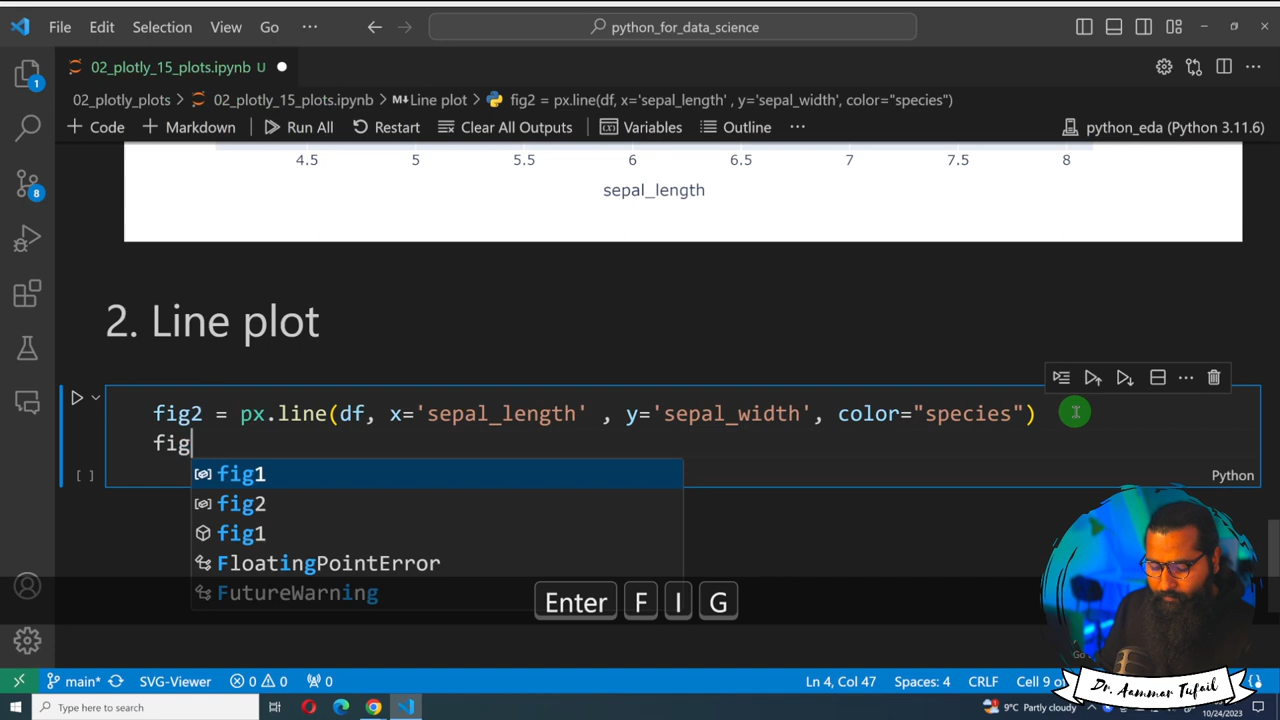 File Edit Selection View Go ··· python_for_data_science
02_plotly_15_plots.ipynb U
02_plotly_plots > 02_plotly_15_plots.ipynb > M↓ Line plot > fig2 = px.line(df, x='sepal_length' , y='sepal_width', color="species")
+ Code + Markdown Run All Restart Clear All Outputs Variables Outline ··· python_eda (Python 3.11.6)
1
4.5 5 5.5 6 6.5 7 7.5 8
8
sepal_length
2. Line plot
fig2 = px.line(df, x='sepal_length' , y='sepal_width', color="species")
fig
[ ] Python
fig1
fig2
fig1
FloatingPointError
FutureWarning
Enter F I G
main* SVG-Viewer 0 0 0 Ln 4, Col 47 Spaces: 4 CRLF Cell 9 of
Dr. Aammar Tufail
Type here to search 9°C Partly cloudy 10/24/2023